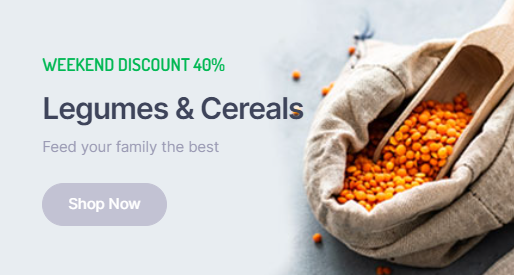 WEEKEND DISCOUNT 40%
Legumes & Cereals
Feed your family the best
Shop Now